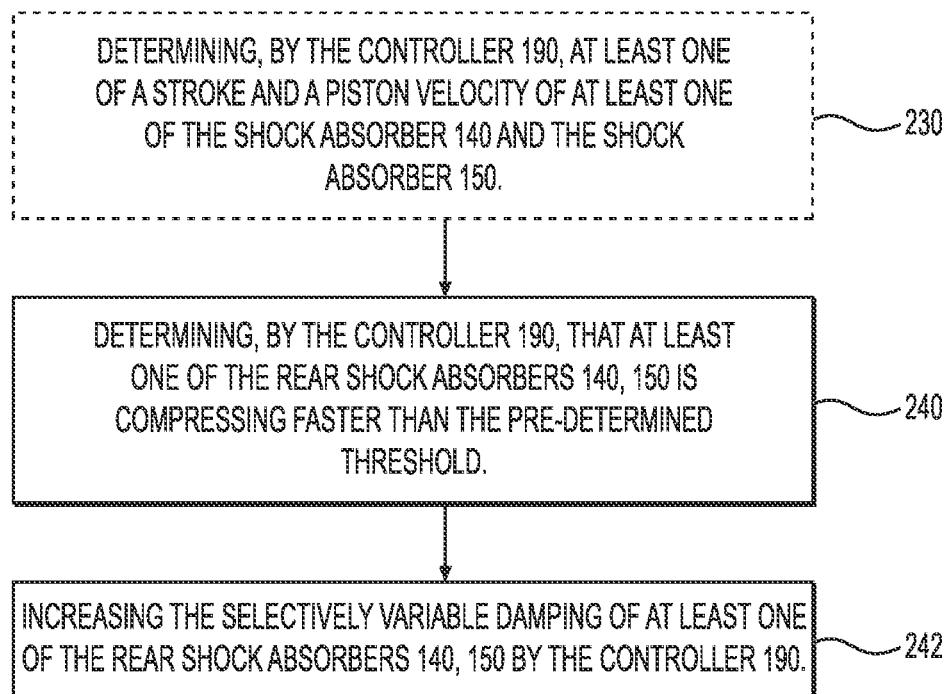 DETERMINING, BY THE CONTROLLER 190, AT LEAST ONE
OF A STROKE AND A PISTON VELOCITY OF AT LEAST ONE
OF THE SHOCK ABSORBER 140 AND THE SHOCK
ABSORBER 150.
230
DETERMINING, BY THE CONTROLLER 190, THAT AT LEAST
ONE OF THE REAR SHOCK ABSORBERS 140, 150 IS
COMPRESSING FASTER THAN THE PRE-DETERMINED
THRESHOLD.
240
INCREASING THE SELECTIVELY VARIABLE DAMPING OF AT LEAST ONE
OF THE REAR SHOCK ABSORBERS 140, 150 BY THE CONTROLLER 190.
242